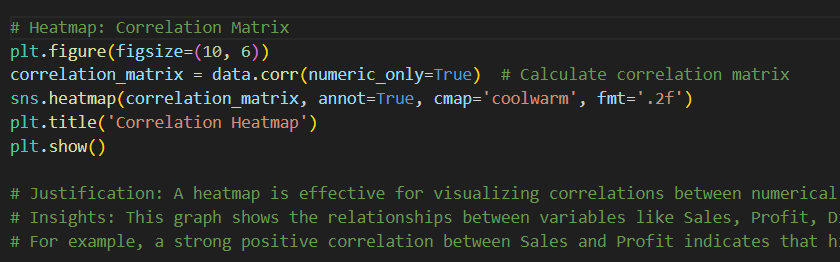 # Heatmap: Correlation Matrix
plt.figure(figsize=(10, 6))
correlation_matrix = data.corr(numeric_only=True)  # Calculate correlation matrix
sns.heatmap(correlation_matrix, annot=True, cmap='coolwarm', fmt='.2f')
plt.title('Correlation Heatmap')
plt.show()
# Justification: A heatmap is effective for visualizing correlations between numerical
# Insights: This graph shows the relationships between variables like Sales, Profit,
# For example, a strong positive correlation between Sales and Profit indicates that